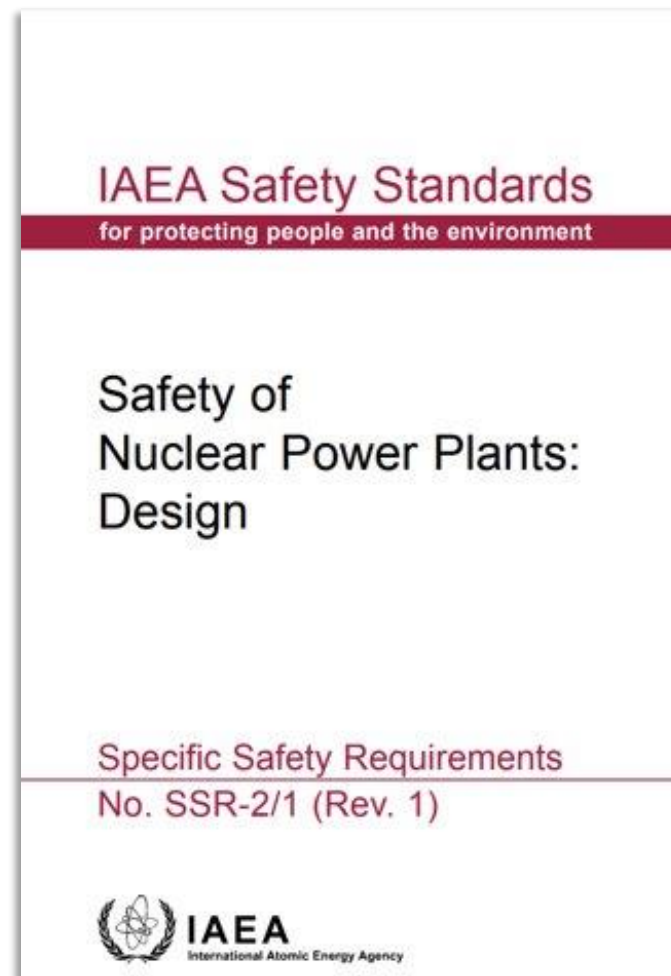 IAEA Safety Standards
for protecting people and the environment
Safety of
Nuclear Power Plants:
Design
Specific Safety Requirements
No. SSR-2/1 (Rev. 1)
IAEA
International Atomic Energy Agency